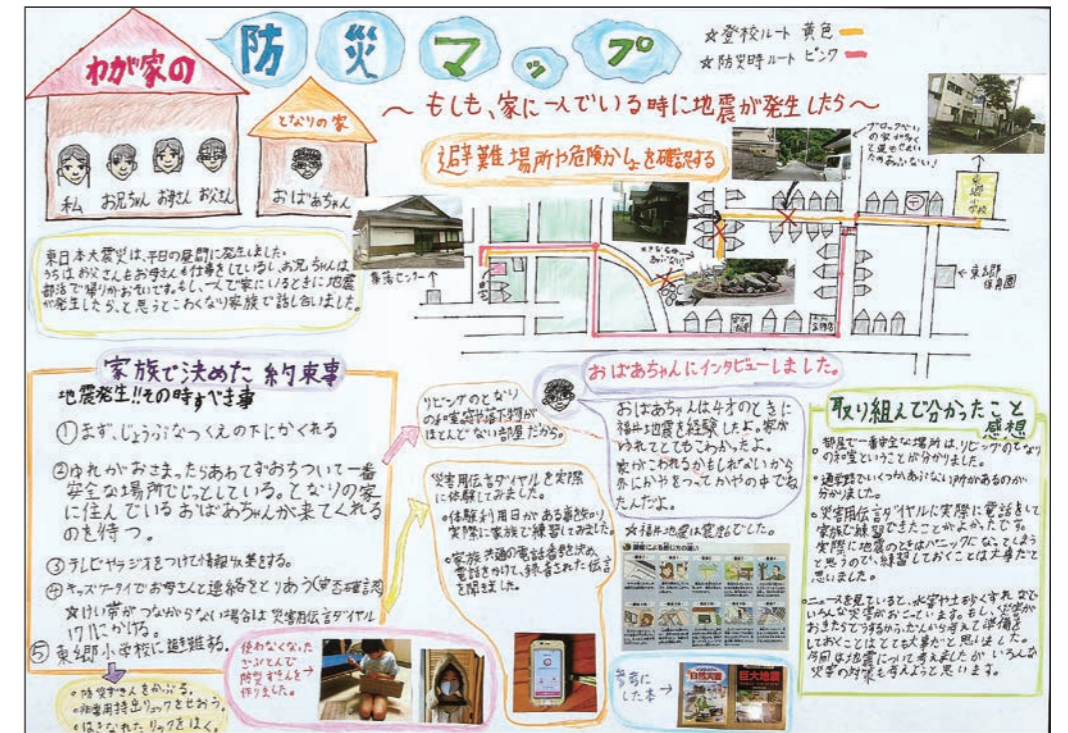 わが家の
防災マップ
☆登校ルート 黄色
☆防災時ルート ピンク
～もしも、家に一人でいる時に地震が発生したら～
となりの家
私 お兄ちゃん お母さん お父さん
おばあちゃん
避難場所や危険かしょを確認する
ブロックべい
の家が多く
あぶない!
東郷小学校
集落センター↑
あぶない!
〒
←東郷
保育園
東日本大震災は、平日の昼間に発生しました。
うちはお父さんもお母さんも仕事をしているし、お兄ちゃんは
部活で帰りがおそいです。もし、一人で家にいるときに地震
が発生したら、と思うとこわくなり家族で話し合いました
家族で決めた約束事
地震発生!!その時すべき事
①まず、じょうぶなつくえの下にかくれる
②ゆれがおさまったらあわてずおちついて一番
安全な場所でじっとしている。となりの家
に住んでいるおばあちゃんが来てくれる
のを待つ。
③テレビやラジオをつけて情報収集をする。
④キッズケータイでお母さんと連絡をとりあう(安否確認)
☆けい帯がつながらない場合は災害用伝言ダイヤル
171にかける。
⑤東郷小学校に避難する。
・防災ずきんをかぶる。
・非常用持出リュックをせおう。
・はきなれたクックをはく。
リビングのとなり
の和室。窓や落下物が
ほとんどない部屋だから。
災害用伝言ダイヤルを実際
に体験してみました。
・体験利用日がある事を知り
実際に家族で練習してみました。
・家族共通の電話番号を決め、
電話をかけて、録音された伝言
を聞きました。
使わなくなった
ざぶとんで
防災ずきんを
作りました。
おばあちゃんにインタビューしました。
おばあちゃんは4才のときに
福井地震を経験したよ。家が
ゆれてとてもこわかったよ。
家がこわれるかもしれないから
外にかやをつってかやの中でね
たんだよ。
☆福井地震は震度6でした。
震度による感じ方の違い
参考に
した本→
自然災害
巨大地震
取り組んで分かったこと
感想
・部屋で一番安全な場所は、リビングのとなり
の和室ということが分かりました。
・通学路でいくつかあぶない所があるのが
分かりました。
・災害用伝言ダイヤルに実際に電話をして
家族で練習できたことがよかったです。
実際に地震のときはパニックになってしまう
と思うので、練習しておくことは大事だと
思いました。
・ニュースを見ていると、水害や土砂くずれなど
いろんな災害がおこっています。もし、災害が
おきたらどうするかふだんから考えて準備を
しておくことはとても大事だと思いました。
今回は地震について考えましたがいろんな
災害の対策も考えようと思います。